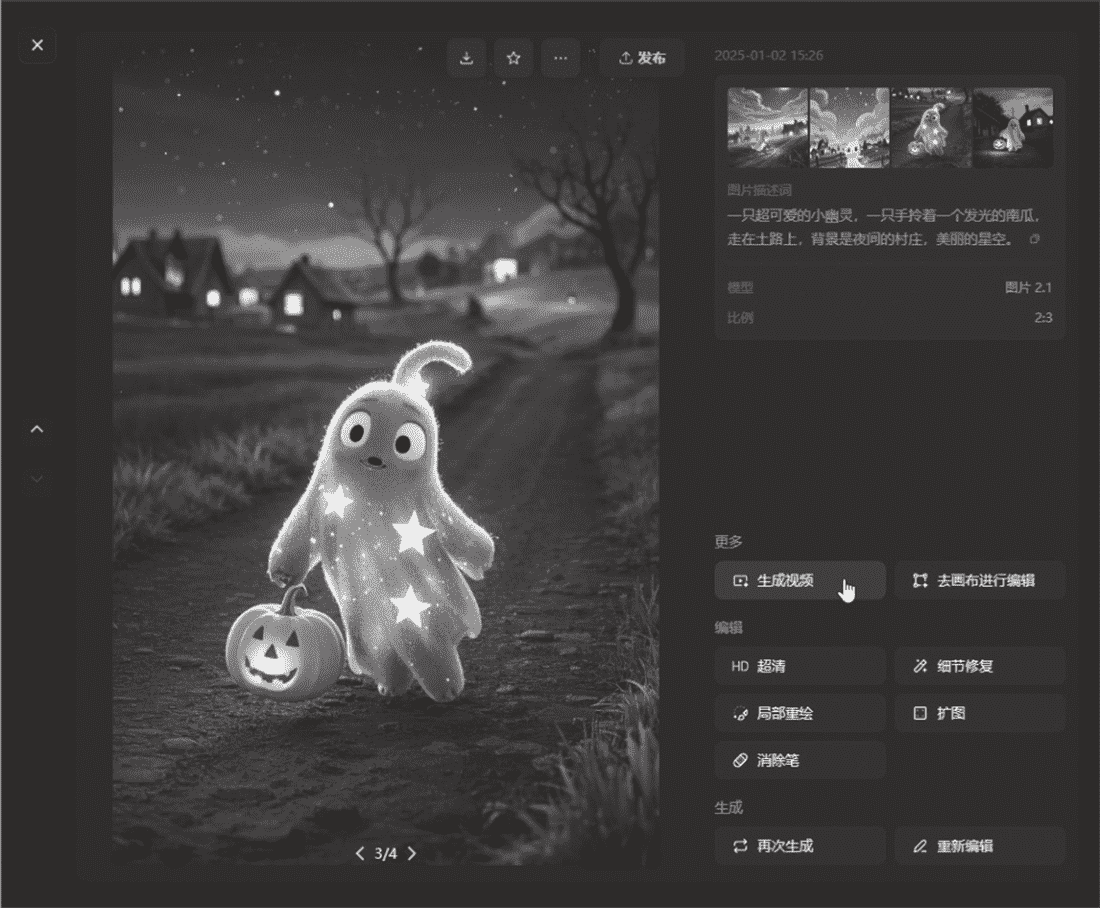 发布
2025-01-02 15:26
图片描述词
一只超可爱的小幽灵，一只手拎着一个发光的南瓜，
走在土路上，背景是夜间的村庄，美丽的星空。
模型 图片 2.1
比例 2:3
更多
生成视频 去画布进行编辑
编辑
HD 超清 细节修复
局部重绘 扩图
消除笔
生成
再次生成 重新编辑
3/4